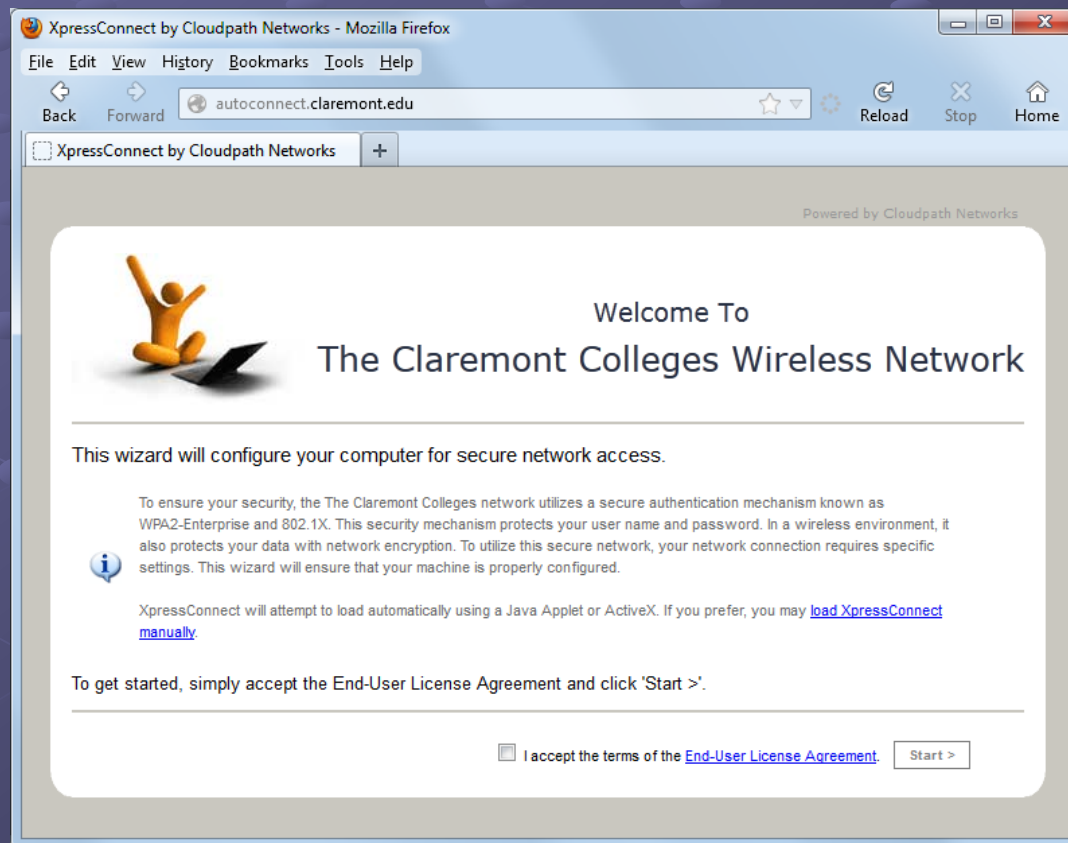 XpressConnect by Cloudpath Networks - Mozilla Firefox
File Edit View History Bookmarks Tools Help
Back Forward autoconnect.claremont.edu Reload Stop Home
XpressConnect by Cloudpath Networks +
Powered by Cloudpath Networks
Welcome To
The Claremont Colleges Wireless Network
This wizard will configure your computer for secure network access.
To ensure your security, the The Claremont Colleges network utilizes a secure authentication mechanism known as
WPA2-Enterprise and 802.1X. This security mechanism protects your user name and password. In a wireless environment, it
also protects your data with network encryption. To utilize this secure network, your network connection requires specific
settings. This wizard will ensure that your machine is properly configured.
XpressConnect will attempt to load automatically using a Java Applet or ActiveX. If you prefer, you may load XpressConnect
manually.
To get started, simply accept the End-User License Agreement and click 'Start >'.
I accept the terms of the End-User License Agreement. Start >